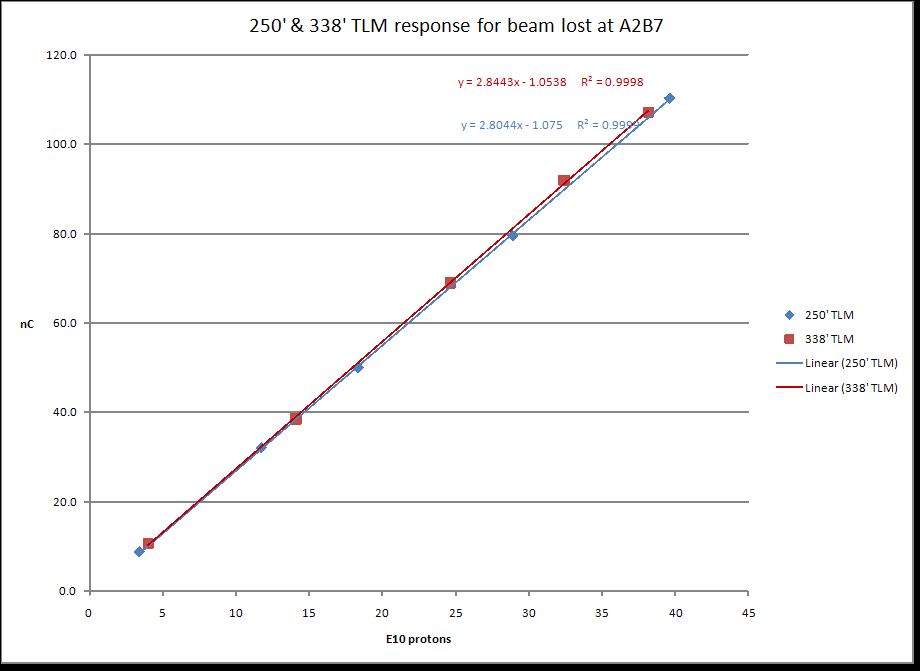 250' & 338' TLM response for beam lost at A2B7
120.0
y = 2.8443x - 1.0538 R² = 0.9998
y = 2.8044x - 1.075 R² = 0.9999
100.0
80.0
nC
60.0
40.0
20.0
0.0
0 5 10 15 20 25 30 35 40 45
E10 protons
250' TLM
338' TLM
Linear (250' TLM)
Linear (338' TLM)